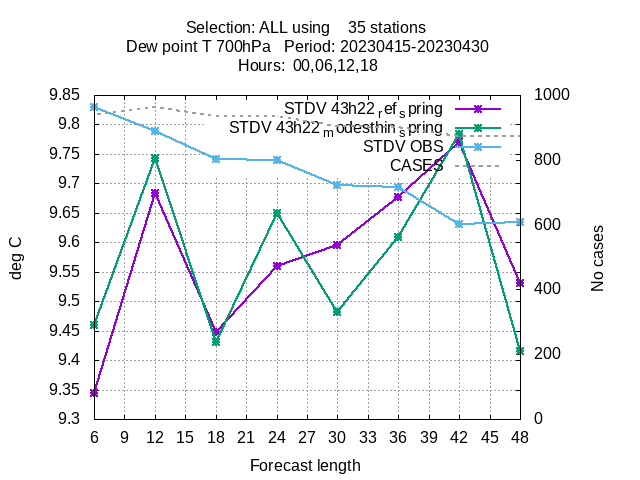 Selection: ALL using    35 stations
Dew point T 700hPa   Period: 20230415-20230430
Hours:  00,06,12,18
9.85
9.8
9.75
9.7
9.65
9.6
9.55
9.5
9.45
9.4
9.35
9.3
deg C
STDV 43h22_ref_spring
STDV 43h22_modesthin_spring
STDV OBS
CASES
1000
800
600
400
200
0
No cases
6 9 12 15 18 21 24 27 30 33 36 39 42 45 48
Forecast length